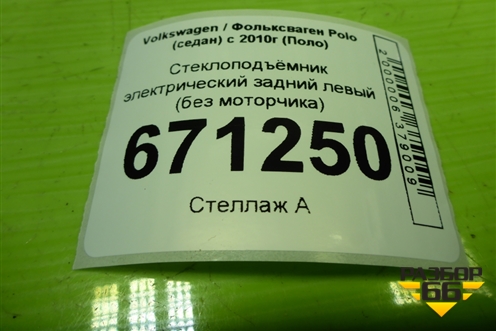 Volkswagen / Фольксваген Polo
(седан) с 2010г (Поло)
Стеклоподъёмник
электрический задний левый
(без моторчика)
671250
Стеллаж А
2000006379009
РАЗБОР
66